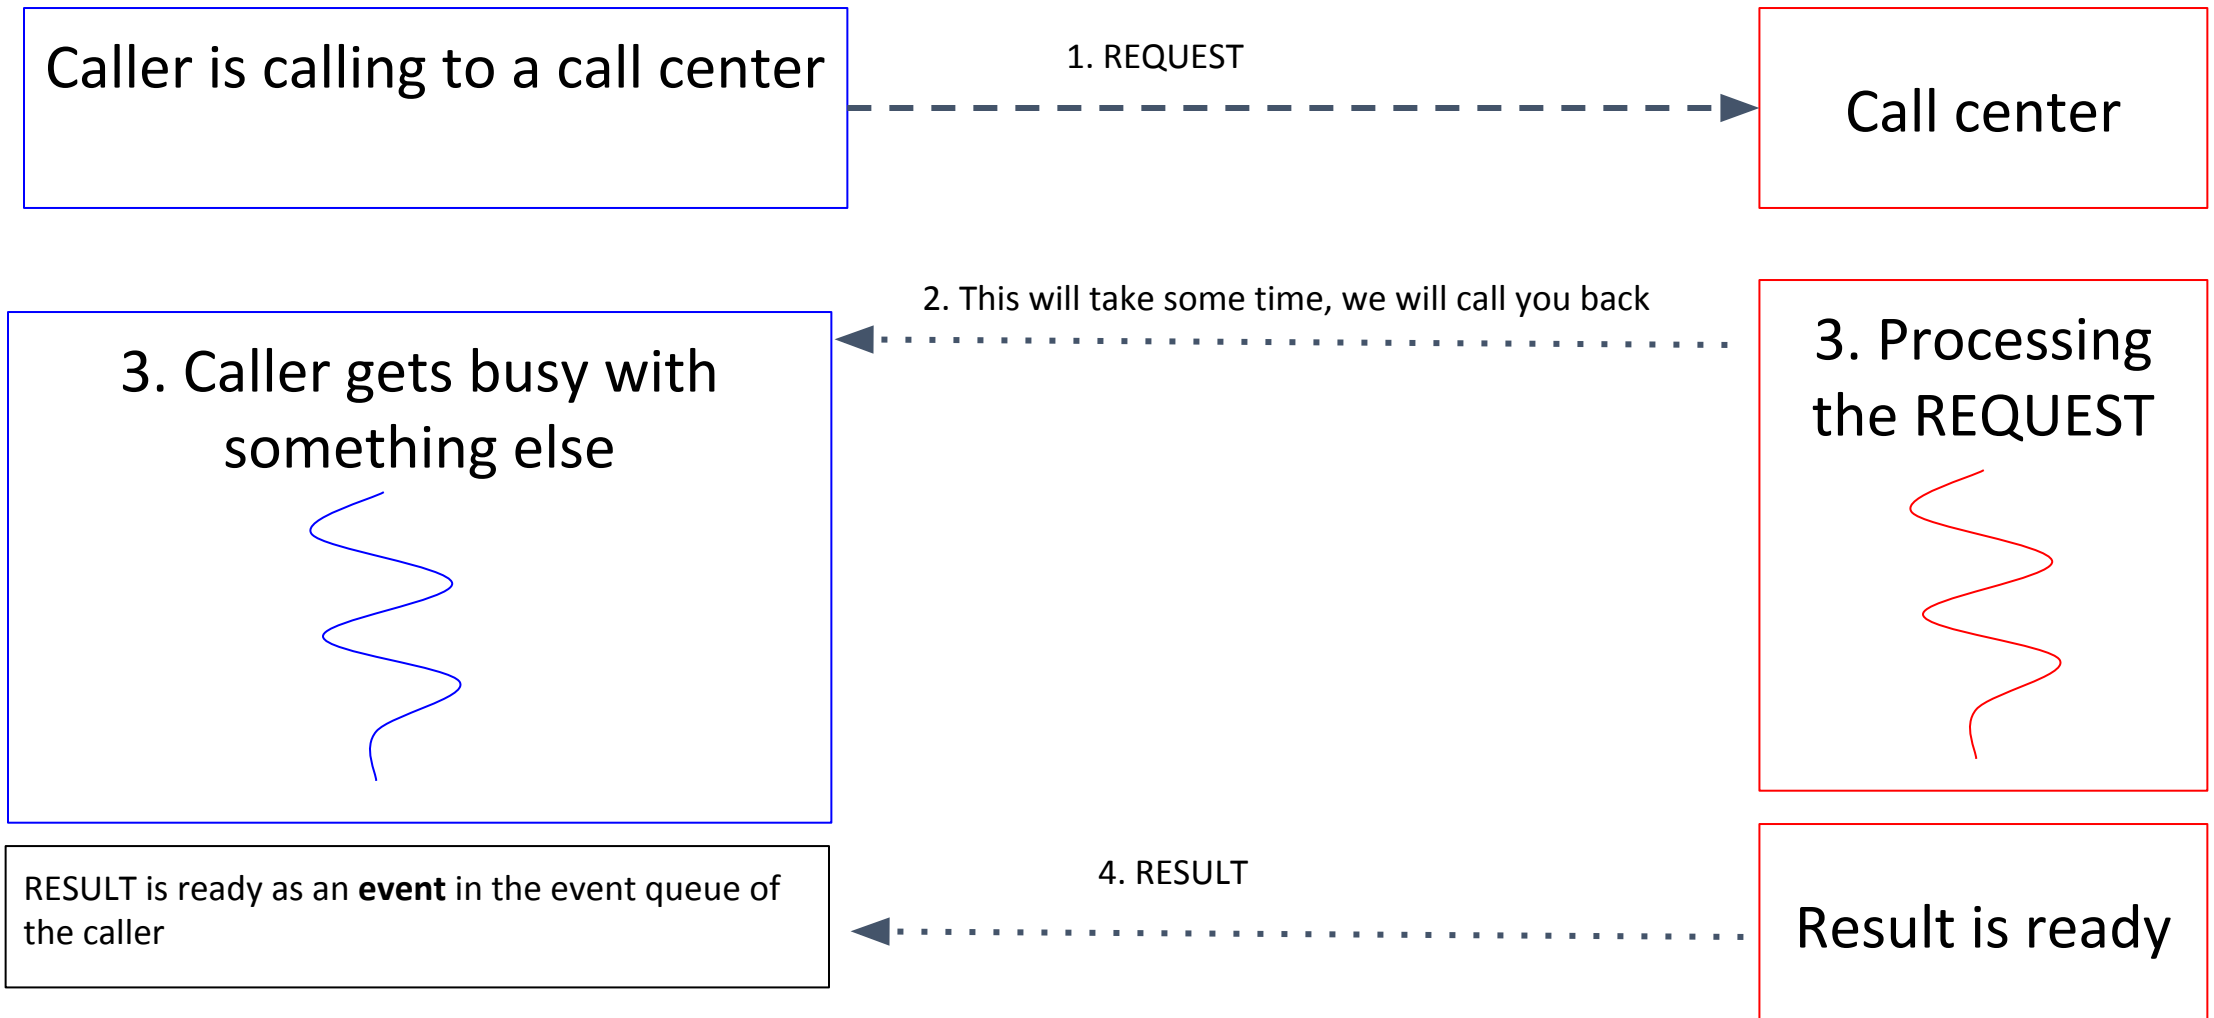 Caller is calling to a call center
1. REQUEST
Call center
2. This will take some time, we will call you back
3. Caller gets busy with
something else
3. Processing
the REQUEST
RESULT is ready as an event in the event queue of
the caller
4. RESULT
Result is ready